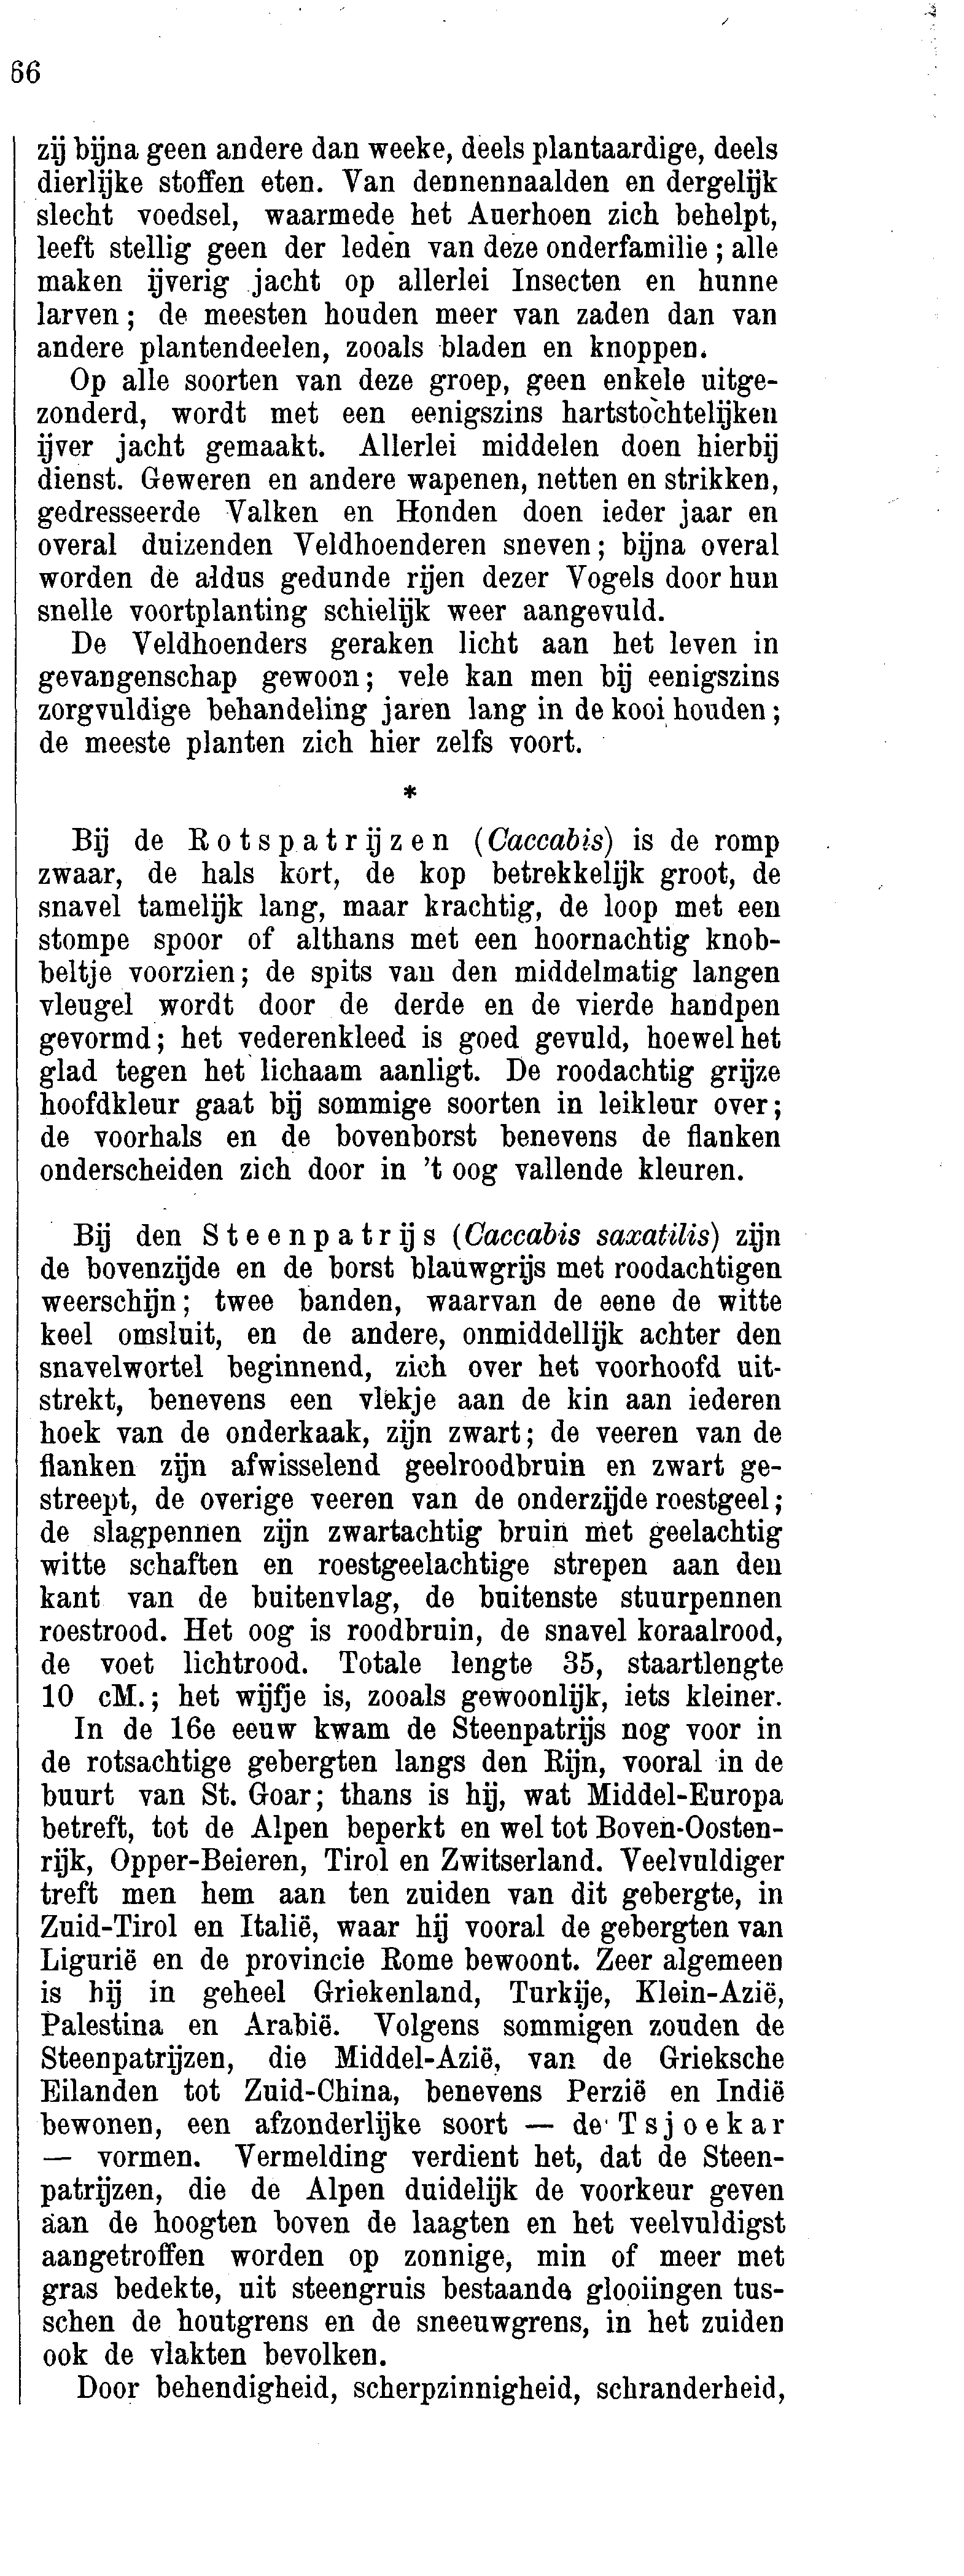 66
zij bijna geen andere dan weeke, deels plantaardige, deels
dierlijke stoffen eten. Van dennennaalden en dergelijk
slecht voedsel, waarmede het Auerhoen zich behelpt,
leeft stellig geen der leden van deze onderfamilie; alle
maken ijverig jacht op allerlei Insecten en hunne
larven; de meesten houden meer van zaden dan van
andere plantendeelen, zooals bladen en knoppen.
Op alle soorten van deze groep, geen enkele uitge-
zonderd, wordt met een eenigszins hartstochtelijken
ijver jacht gemaakt. Allerlei middelen doen hierbij
dienst. Geweren en andere wapenen, netten en strikken,
gedresseerde Valken en Honden doen ieder jaar en
overal duizenden Veldhoenderen sneven; bijna overal
worden de aldus gedunde rijen dezer Vogels door hun
snelle voortplanting schielijk weer aangevuld.
De Veldhoenders geraken licht aan het leven in
gevangenschap gewoon; vele kan men bij eenigszins
zorgvuldige behandeling jaren lang in de kooi houden;
de meeste planten zich hier zelfs voort.
*
Bij de Rotspatrijzen (Caccabis) is de romp
zwaar, de hals kort, de kop betrekkelijk groot, de
snavel tamelijk lang, maar krachtig, de loop met een
stompe spoor of althans met een hoornachtig knob-
beltje voorzien; de spits van den middelmatig langen
vleugel wordt door de derde en de vierde handpen
gevormd; het vederenkleed is goed gevuld, hoewel het
glad tegen het lichaam aanligt. De roodachtig grijze
hoofdkleur gaat bij sommige soorten in leikleur over;
de voorhals en de bovenborst benevens de flanken
onderscheiden zich door in 't oog vallende kleuren.
Bij den Steenpatrijs (Caccabis saxatilis) zijn
de bovenzijde en de borst blauwgrijs met roodachtigen
weerschijn; twee banden, waarvan de eene de witte
keel omsluit, en de andere, onmiddellijk achter den
snavelwortel beginnend, zich over het voorhoofd uit-
strekt, benevens een vlekje aan de kin aan iederen
hoek van de onderkaak, zijn zwart; de veeren van de
flanken zijn afwisselend geelroodbruin en zwart ge-
streept, de overige veeren van de onderzijde roestgeel;
de slagpennen zijn zwartachtig bruin met geelachtig
witte schaften en roestgeelachtige strepen aan den
kant van de buitenvlag, de buitenste stuurpennen
roestrood. Het oog is roodbruin, de snavel koraalrood,
de voet lichtrood. Totale lengte 35, staartlengte
10 cM.; het wijfje is, zooals gewoonlijk, iets kleiner.
In de 16e eeuw kwam de Steenpatrijs nog voor in
de rotsachtige gebergten langs den Rijn, vooral in de
buurt van St. Goar; thans is hij, wat Middel-Europa
betreft, tot de Alpen beperkt en wel tot Boven-Oosten-
rijk, Opper-Beieren, Tirol en Zwitserland. Veelvuldiger
treft men hem aan ten zuiden van dit gebergte, in
Zuid-Tirol en Italië, waar hij vooral de gebergten van
Ligurië en de provincie Rome bewoont. Zeer algemeen
is hij in geheel Griekenland, Turkije, Klein-Azië,
Palestina en Arabië. Volgens sommigen zouden de
Steenpatrijzen, die Middel-Azië, van de Grieksche
Eilanden tot Zuid-China, benevens Perzië en Indië
bewonen, een afzonderlijke soort — de Tsjoekar
— vormen. Vermelding verdient het, dat de Steen-
patrijzen, die de Alpen duidelijk de voorkeur geven
aan de hoogten boven de laagten en het veelvuldigst
aangetroffen worden op zonnige, min of meer met
gras bedekte, uit steengruis bestaande glooiingen tus-
schen de houtgrens en de sneeuwgrens, in het zuiden
ook de vlakten bevolken.
Door behendigheid, scherpzinnigheid, schranderheid,